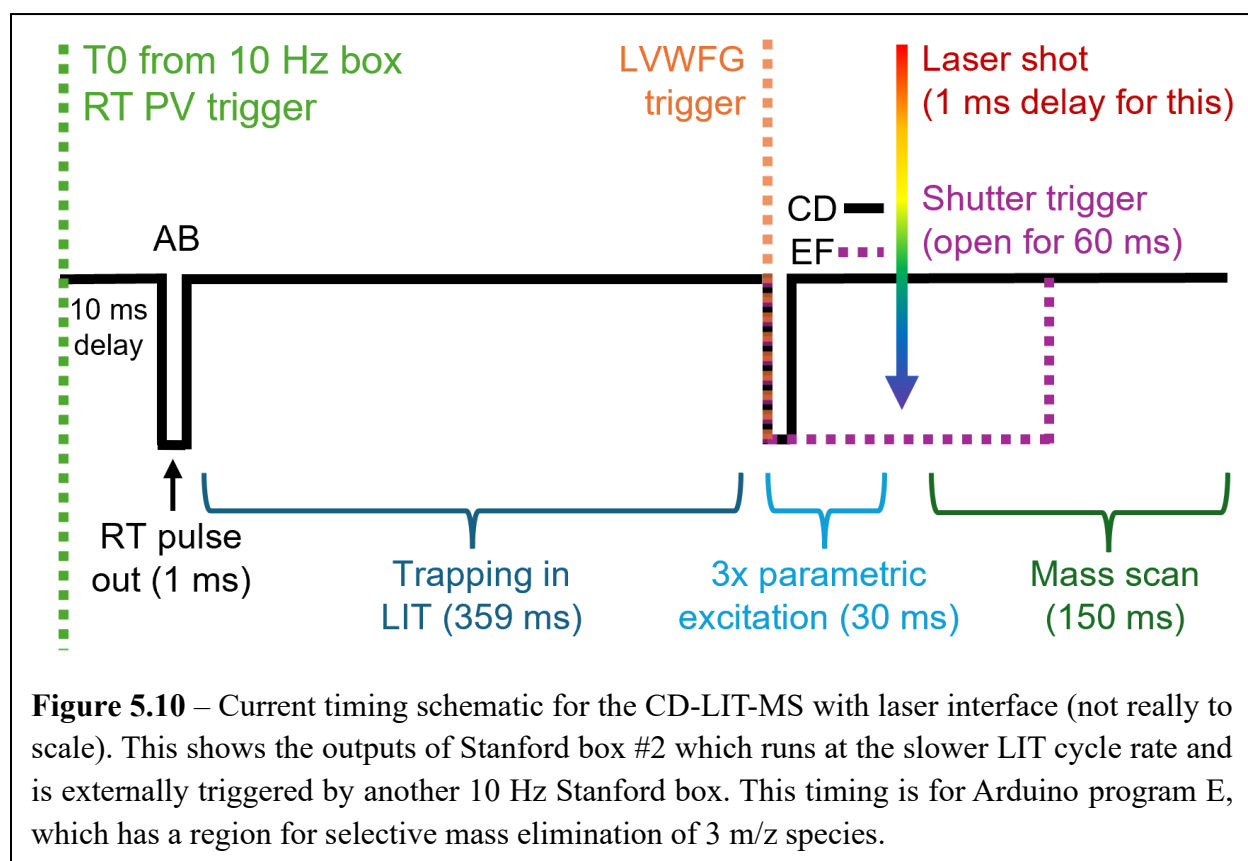 T0 from 10 Hz box
RT PV trigger
LVWFG
trigger
Laser shot
(1 ms delay for this)
CD
EF
Shutter trigger
(open for 60 ms)
AB
10 ms
delay
RT pulse
out (1 ms)
Trapping in
LIT (359 ms)
3x parametric
excitation (30 ms)
Mass scan
(150 ms)
Figure 5.10 – Current timing schematic for the CD-LIT-MS with laser interface (not really to
scale). This shows the outputs of Stanford box #2 which runs at the slower LIT cycle rate and
is externally triggered by another 10 Hz Stanford box. This timing is for Arduino program E,
which has a region for selective mass elimination of 3 m/z species.